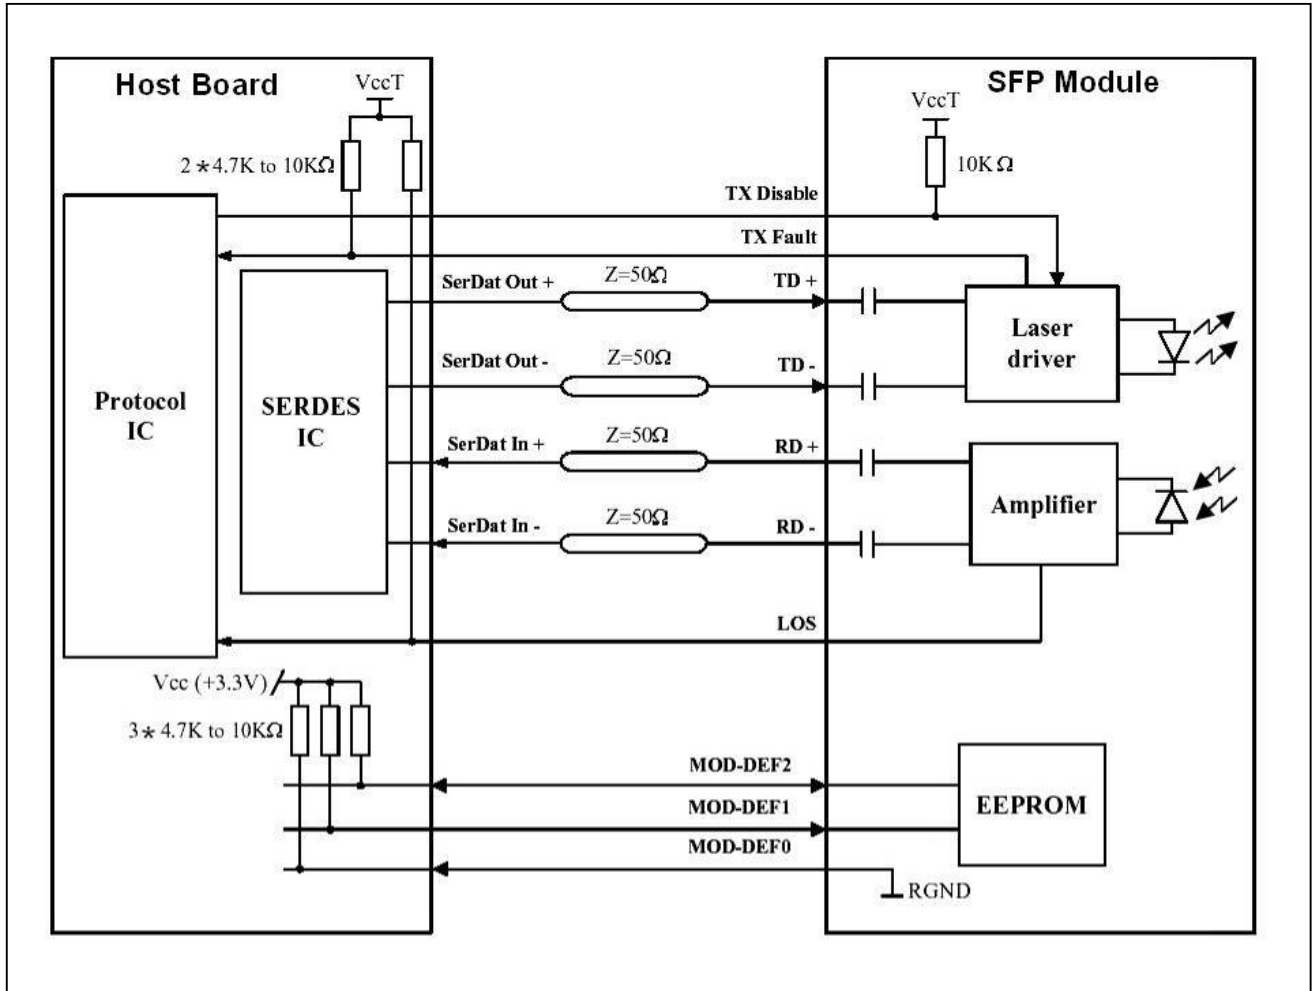 Host Board
SFP Module
VccT
VccT
2 * 4.7K to 10KΩ
10K Ω
TX Disable
TX Fault
SerDat Out +
Z=50Ω
TD +
Laser
driver
SerDat Out -
Z=50Ω
TD -
Protocol
IC
SERDES
IC
SerDat In +
Z=50Ω
RD +
Amplifier
SerDat In -
Z=50Ω
RD -
LOS
Vcc (+3.3V)
3 * 4.7K to 10KΩ
MOD-DEF2
MOD-DEF1
EEPROM
MOD-DEF0
RGND